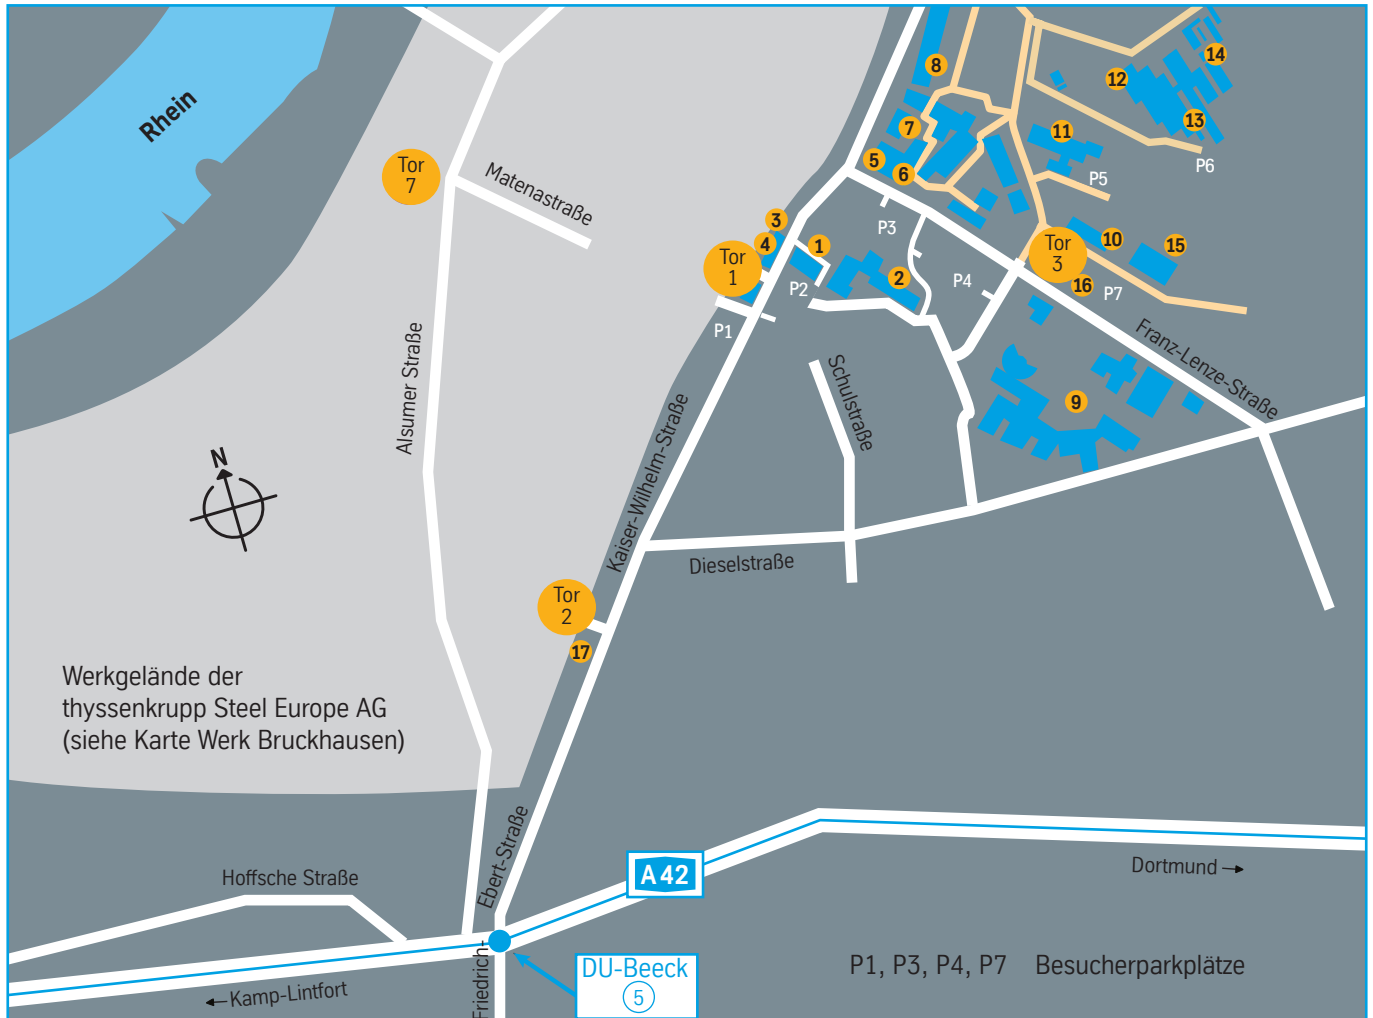 Rhein
8
14
12
13
7
11
5
6
P6
Tor
7
Matenastraße
P5
3
P3
4
1
10
15
Tor
3
Tor
1
2
P4
16
P2
P7
P1
Franz-Lenze-Straße
Alsumer Straße
Schulstraße
9
Kaiser-Wilhelm-Straße
N
Dieselstraße
Tor
2
17
Werkgelände der
thyssenkrupp Steel Europe AG
(siehe Karte Werk Bruckhausen)
Friedrich-
Ebert-Straße
A 42
Dortmund →
Hoffsche Straße
DU-Beeck
5
P1, P3, P4, P7 Besucherparkplätze
← Kamp-Lintfort